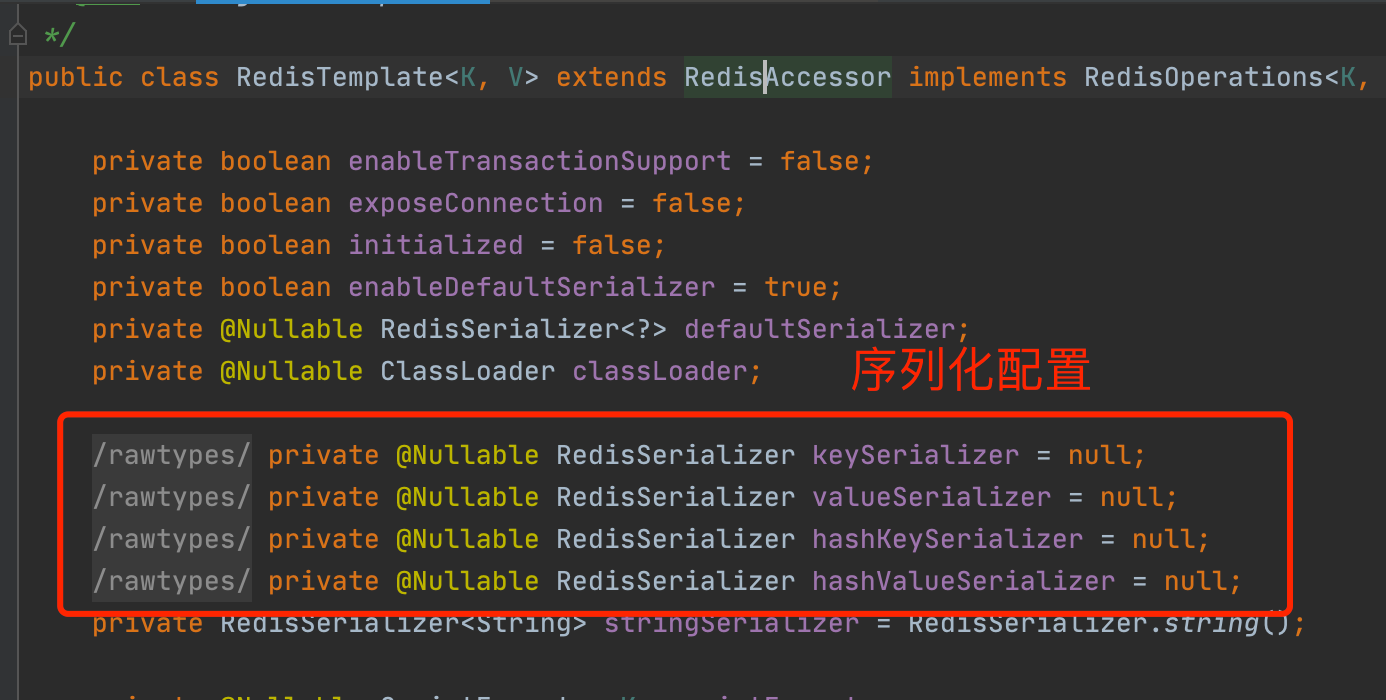 */
public class RedisTemplate<K, V> extends RedisAccessor implements RedisOperations<K,
private boolean enableTransactionSupport = false;
private boolean exposeConnection = false;
private boolean initialized = false;
private boolean enableDefaultSerializer = true;
private @Nullable RedisSerializer<?> defaultSerializer;
private @Nullable ClassLoader classLoader;
序列化配置
/rawtypes/ private @Nullable RedisSerializer keySerializer = null;
/rawtypes/ private @Nullable RedisSerializer valueSerializer = null;
/rawtypes/ private @Nullable RedisSerializer hashKeySerializer = null;
/rawtypes/ private @Nullable RedisSerializer hashValueSerializer = null;
private RedisSerializer<String> stringSerializer = RedisSerializer.string();